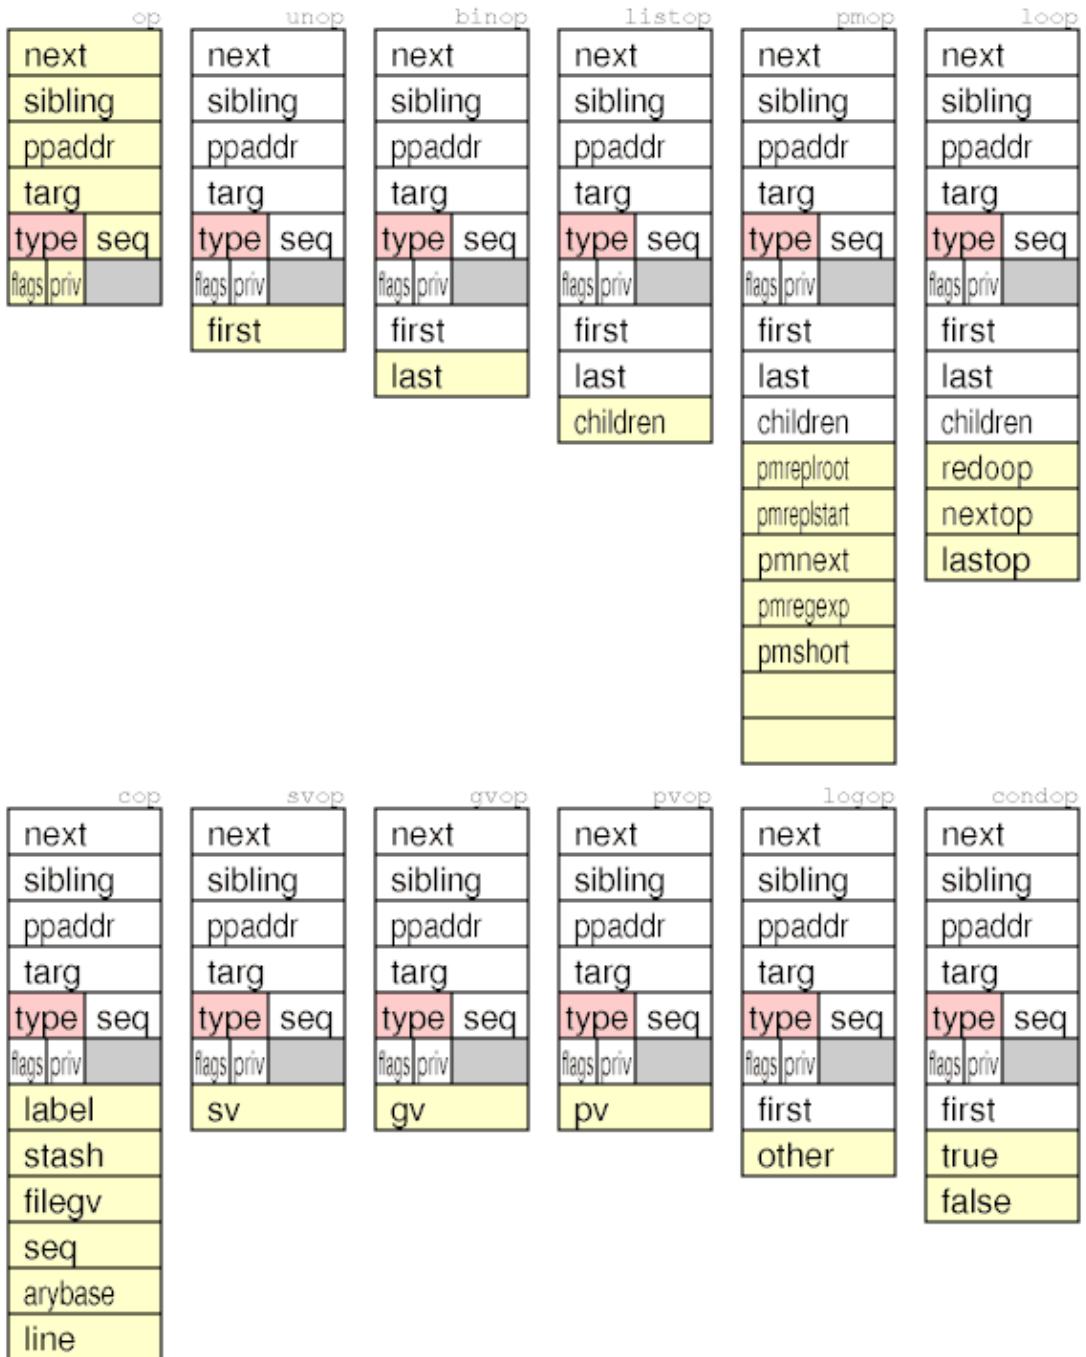 op unop binop listop pmop loop
next next next next next next
sibling sibling sibling sibling sibling sibling
ppaddr ppaddr ppaddr ppaddr ppaddr ppaddr
targ targ targ targ targ targ
type seq type seq type seq type seq type seq type seq
flags priv flags priv flags priv flags priv flags priv flags priv
first first first first first
last last last last
children children children
pmreplroot redoop
pmreplstart nextop
pmnext lastop
pmregexp
pmshort
cop svop gvop pvop logop condop
next next next next next next
sibling sibling sibling sibling sibling sibling
ppaddr ppaddr ppaddr ppaddr ppaddr ppaddr
targ targ targ targ targ targ
type seq type seq type seq type seq type seq type seq
flags priv flags priv flags priv flags priv flags priv flags priv
label sv gv pv first first
stash other true
filegv false
seq
arybase
line